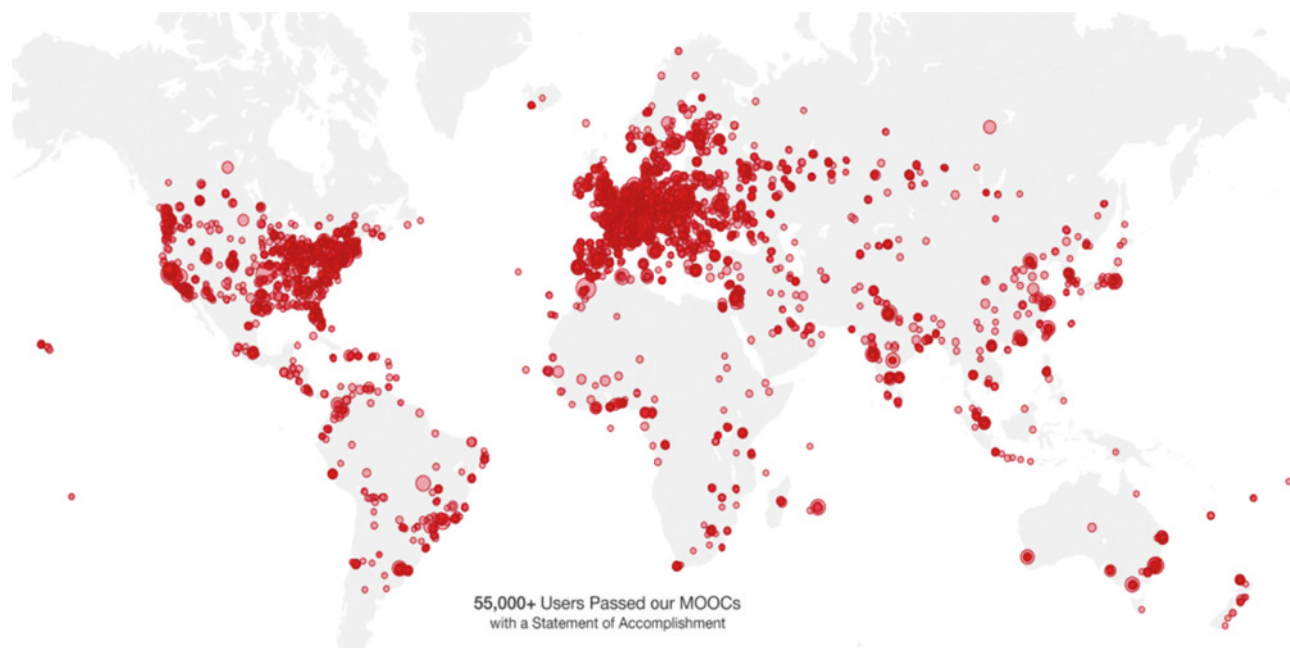 55,000+ Users Passed our MOOCs
with a Statement of Accomplishment